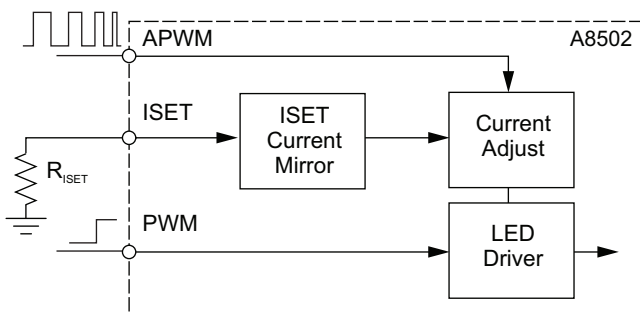 APWM
A8502
ISET
ISET
Current
Mirror
Current
Adjust
RISET
PWM
LED
Driver